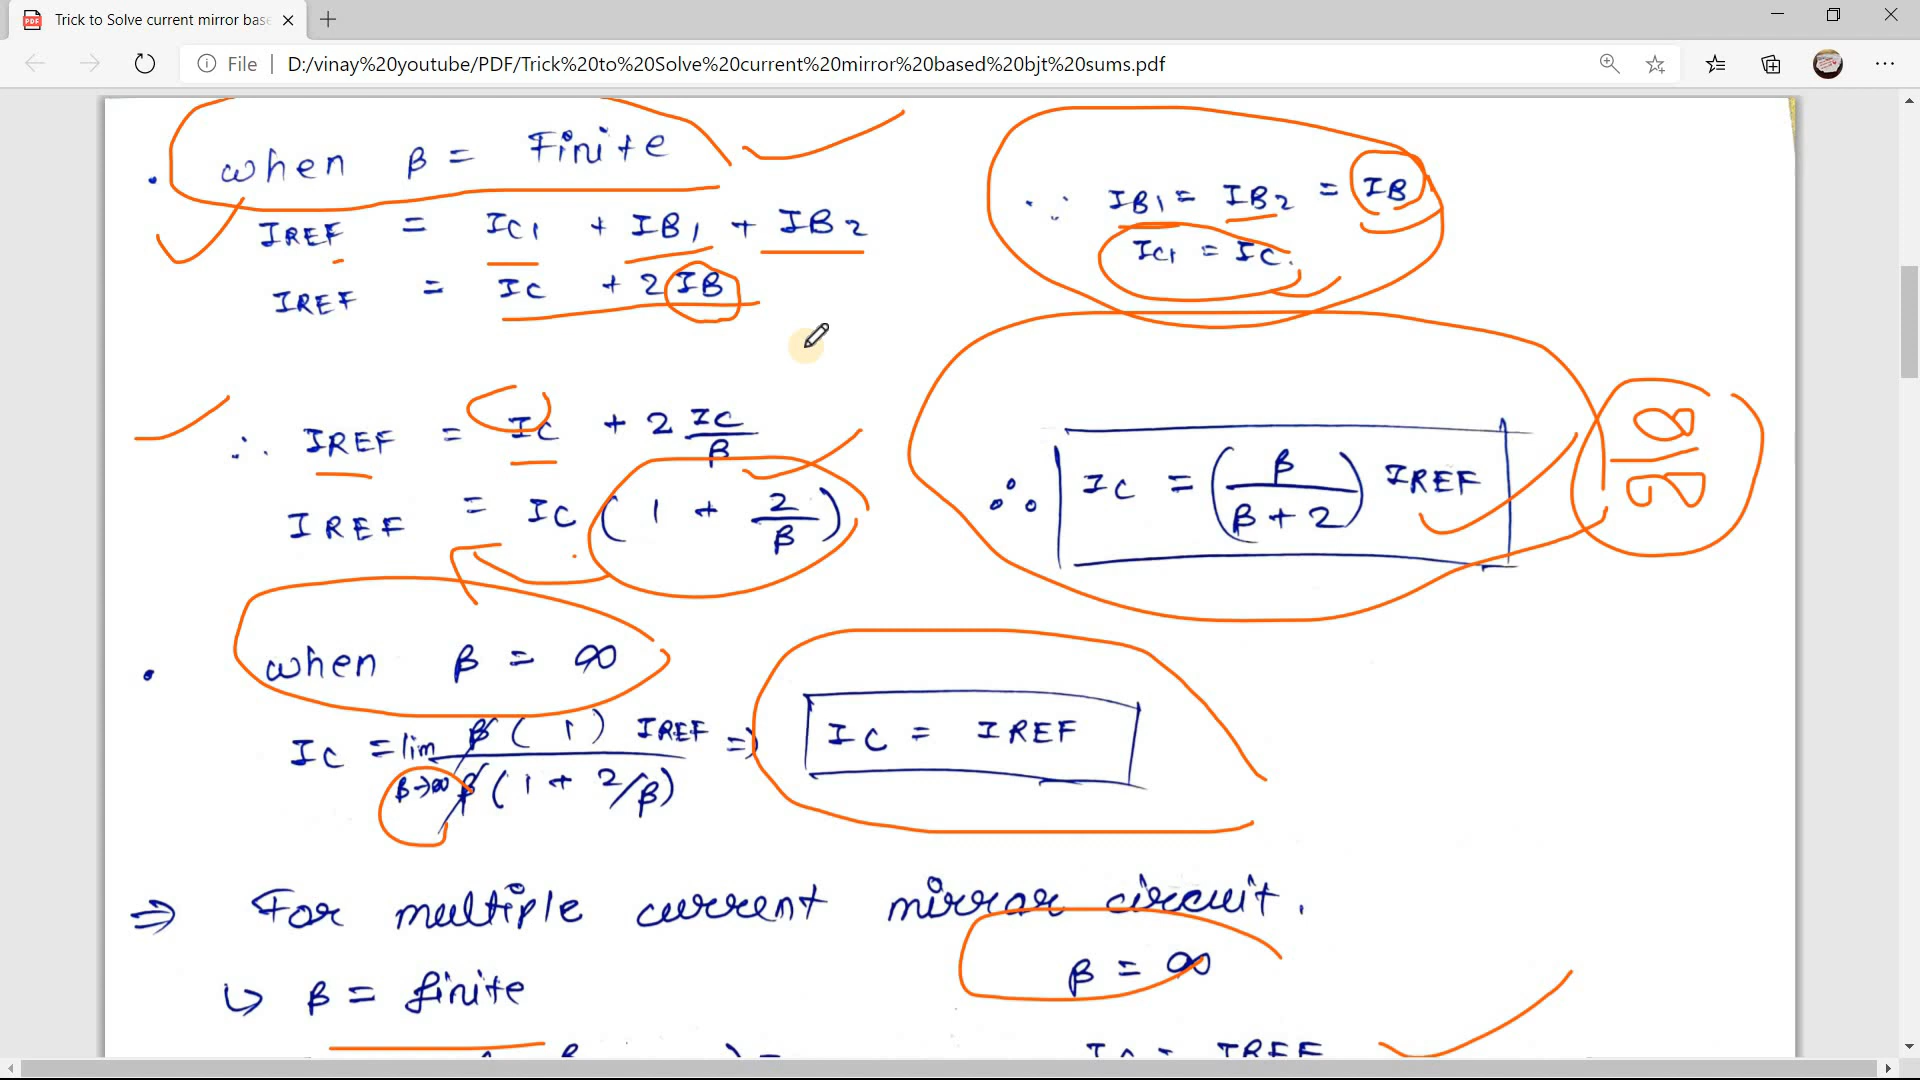 Trick to Solve current mirror base
File D:/vinay%20youtube/PDF/Trick%20to%20Solve%20current%20mirror%20based%20bjt%20sums.pdf
. when β = Finite
IREF = IC1 + IB1 + IB2
∵ IB1 = IB2 = IB
IC1 = IC.
IREF = IC + 2 IB
∴ IREF = IC + 2 IC/β
IREF = IC (1 + 2/β)
∴ IC = (β/(β+2)) IREF
∞/∞
. when β = ∞
IC = lim β→∞ β(1) IREF / β(1 + 2/β) => IC = IREF
⇒ For multiple current mirror circuit.
↳ β = finite
β = ∞
IREF